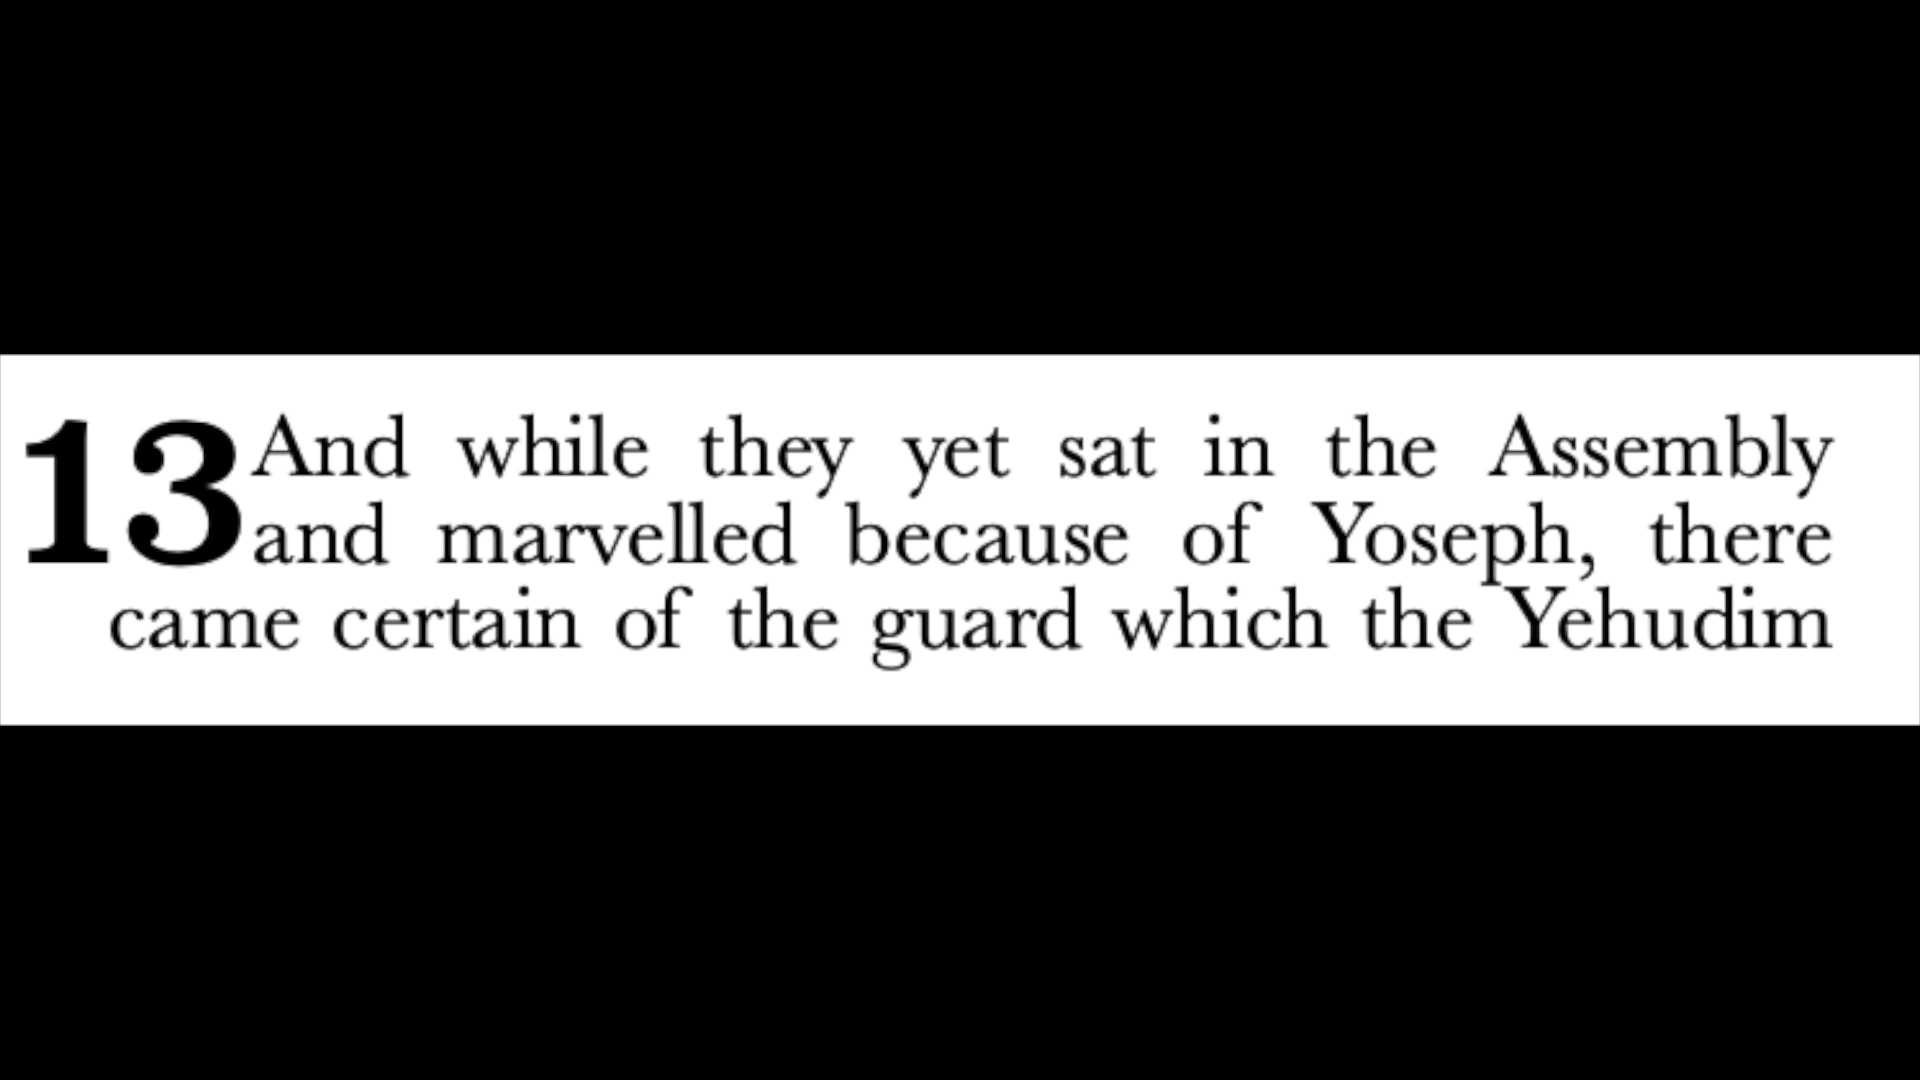 13 And while they yet sat in the Assembly
and marvelled because of Yoseph, there
came certain of the guard which the Yehudim